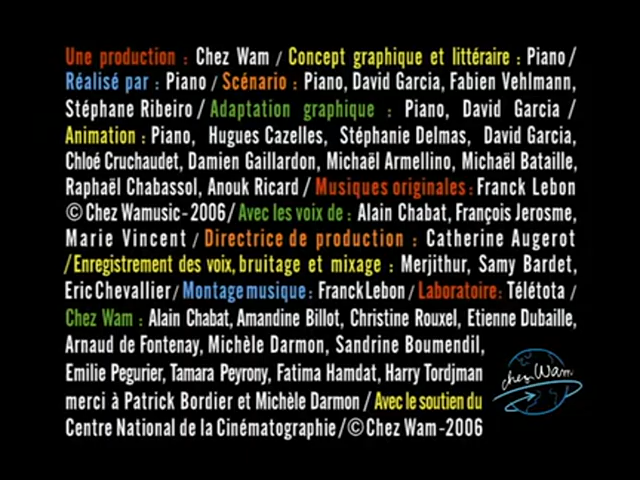 Une production : Chez Wam / Concept graphique et littéraire : Piano /
Réalisé par : Piano / Scénario : Piano, David Garcia, Fabien Vehlmann,
Stéphane Ribeiro / Adaptation graphique : Piano, David Garcia /
Animation : Piano, Hugues Cazelles, Stéphanie Delmas, David Garcia,
Chloé Cruchaudet, Damien Gaillardon, Michaël Armellino, Michaël Bataille,
Raphaël Chabassol, Anouk Ricard / Musiques originales : Franck Lebon
© Chez Wamusic - 2006 / Avec les voix de : Alain Chabat, François Jerosme,
Marie Vincent / Directrice de production : Catherine Augerot
/ Enregistrement des voix, bruitage et mixage : Merjithur, Samy Bardet,
Eric Chevallier / Montage musique : Franck Lebon / Laboratoire : Télétota /
Chez Wam : Alain Chabat, Amandine Billot, Christine Rouxel, Etienne Dubaille,
Arnaud de Fontenay, Michèle Darmon, Sandrine Boumendil,
Emilie Pegurier, Tamara Peyrony, Fatima Hamdat, Harry Tordjman
merci à Patrick Bordier et Michèle Darmon / Avec le soutien du
Centre National de la Cinématographie / © Chez Wam - 2006
chez Wam